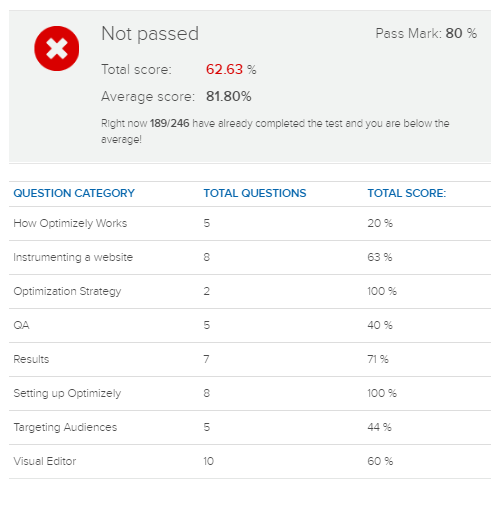 Not passed
Pass Mark: 80 %
Total score: 62.63 %
Average score: 81.80%
Right now 189/246 have already completed the test and you are below the
average!
QUESTION CATEGORY TOTAL QUESTIONS TOTAL SCORE:
How Optimizely Works 5 20 %
Instrumenting a website 8 63 %
Optimization Strategy 2 100 %
QA 5 40 %
Results 7 71 %
Setting up Optimizely 8 100 %
Targeting Audiences 5 44 %
Visual Editor 10 60 %